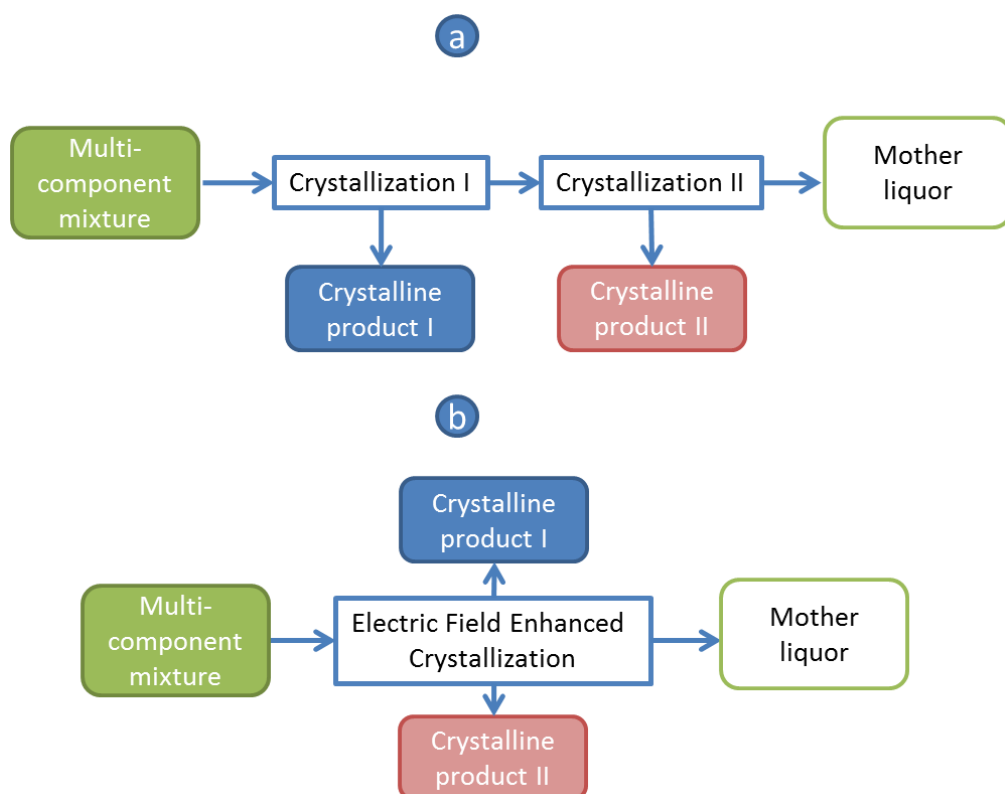 a
Multi-
component
mixture
Crystallization I
Crystallization II
Mother
liquor
Crystalline
product I
Crystalline
product II
b
Crystalline
product I
Multi-
component
mixture
Electric Field Enhanced
Crystallization
Mother
liquor
Crystalline
product II